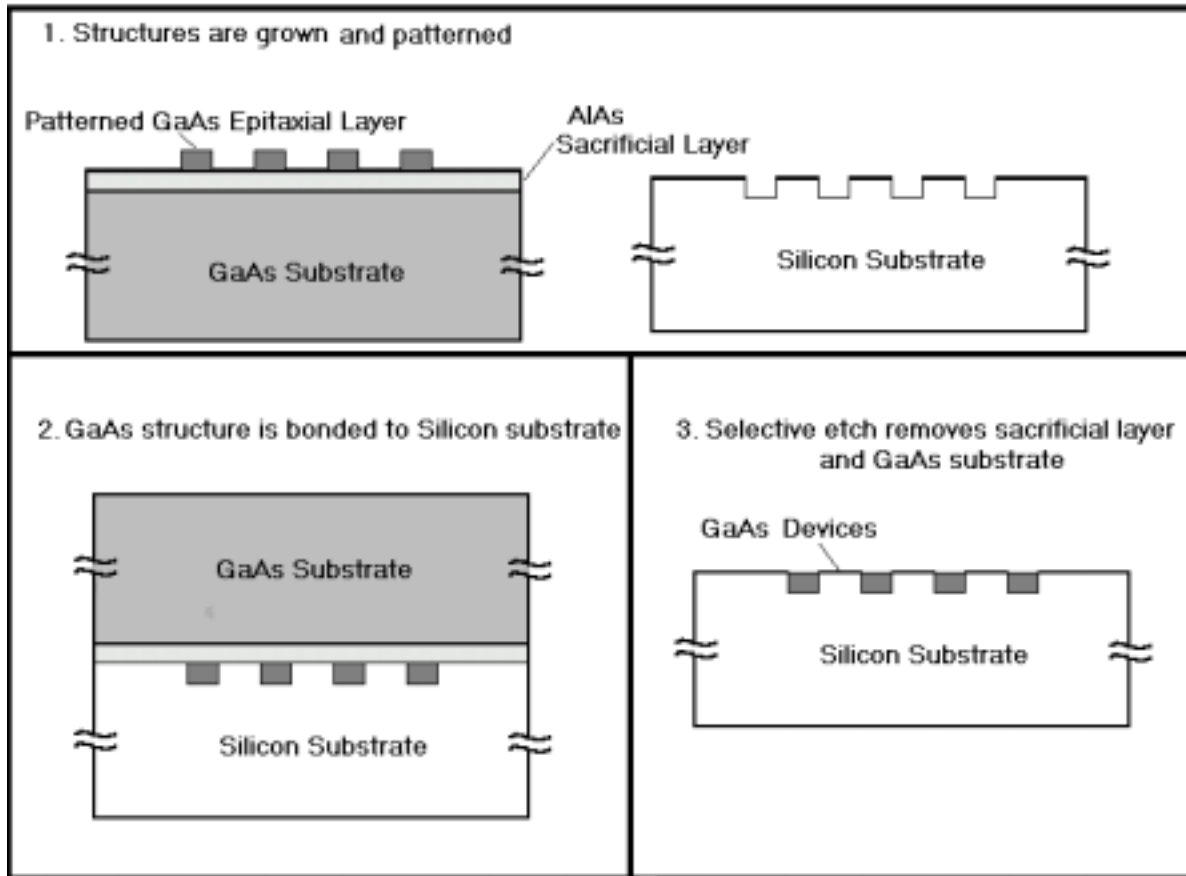 1. Structures are grown and patterned
Patterned GaAs Epitaxial Layer
AlAs
Sacrificial Layer
GaAs Substrate
Silicon Substrate
2. GaAs structure is bonded to Silicon substrate
GaAs Substrate
Silicon Substrate
3. Selective etch removes sacrificial layer
and GaAs substrate
GaAs Devices
Silicon Substrate